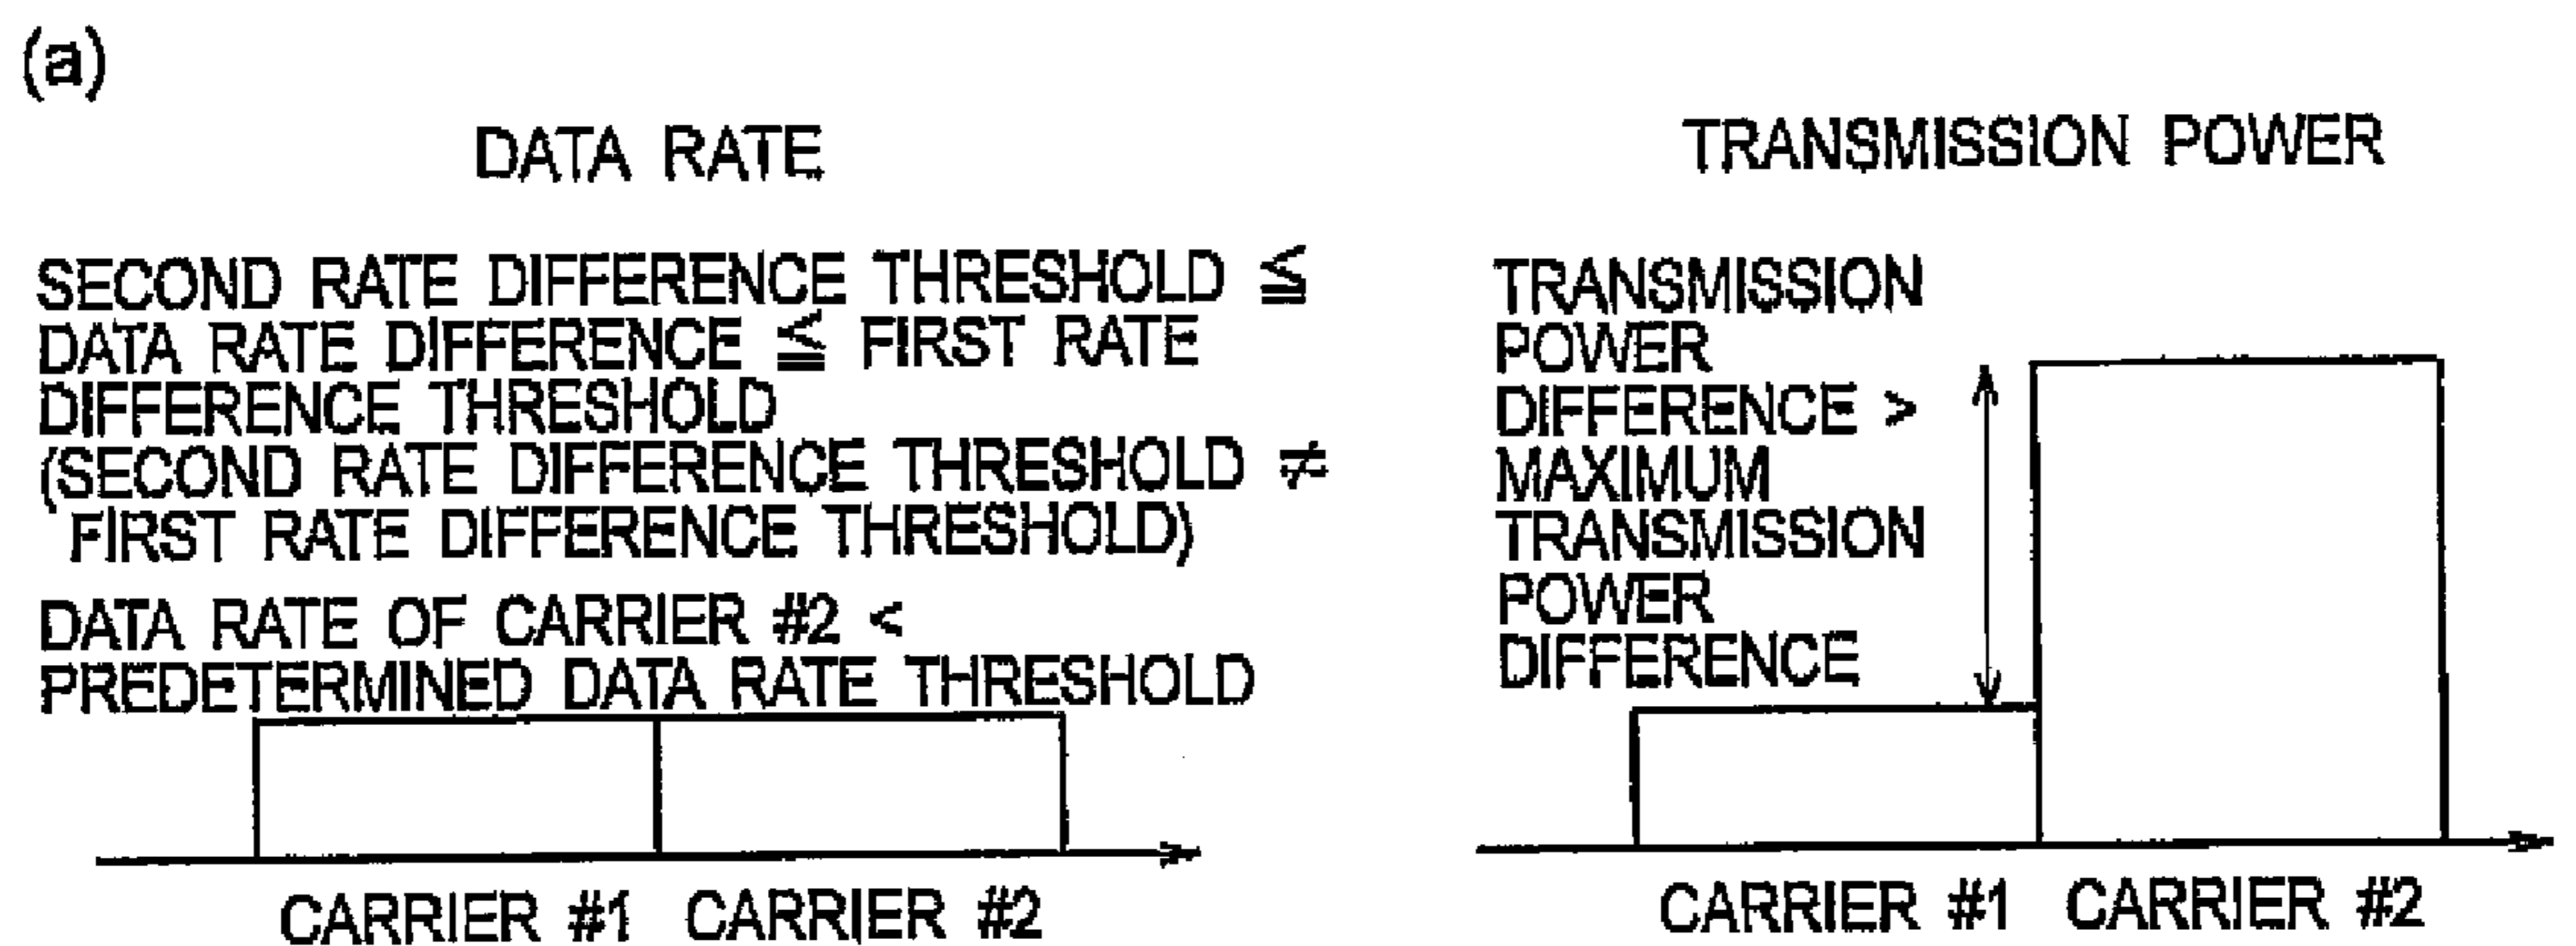 (a)
DATA RATE
SECOND RATE DIFFERENCE THRESHOLD ≦
DATA RATE DIFFERENCE ≦ FIRST RATE
DIFFERENCE THRESHOLD
(SECOND RATE DIFFERENCE THRESHOLD ≠
FIRST RATE DIFFERENCE THRESHOLD)
DATA RATE OF CARRIER #2 <
PREDETERMINED DATA RATE THRESHOLD
CARRIER #1 CARRIER #2
TRANSMISSION POWER
TRANSMISSION
POWER
DIFFERENCE >
MAXIMUM
TRANSMISSION
POWER
DIFFERENCE
CARRIER #1 CARRIER #2